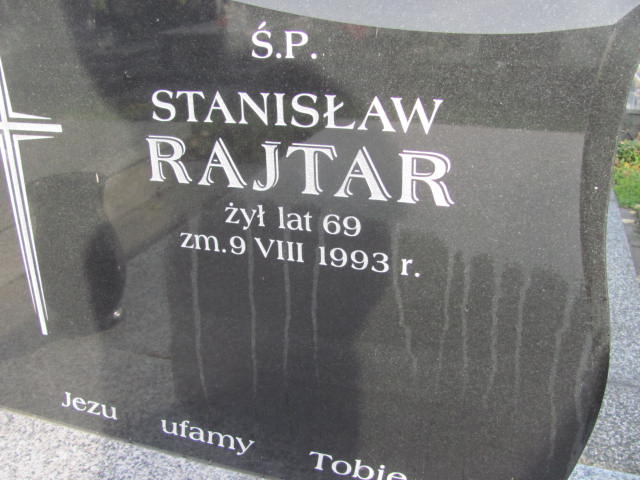 Ś.P.
STANISŁAW
RAJTAR
żył lat 69
zm. 9 VIII 1993 r.
Jezu ufamy Tobie